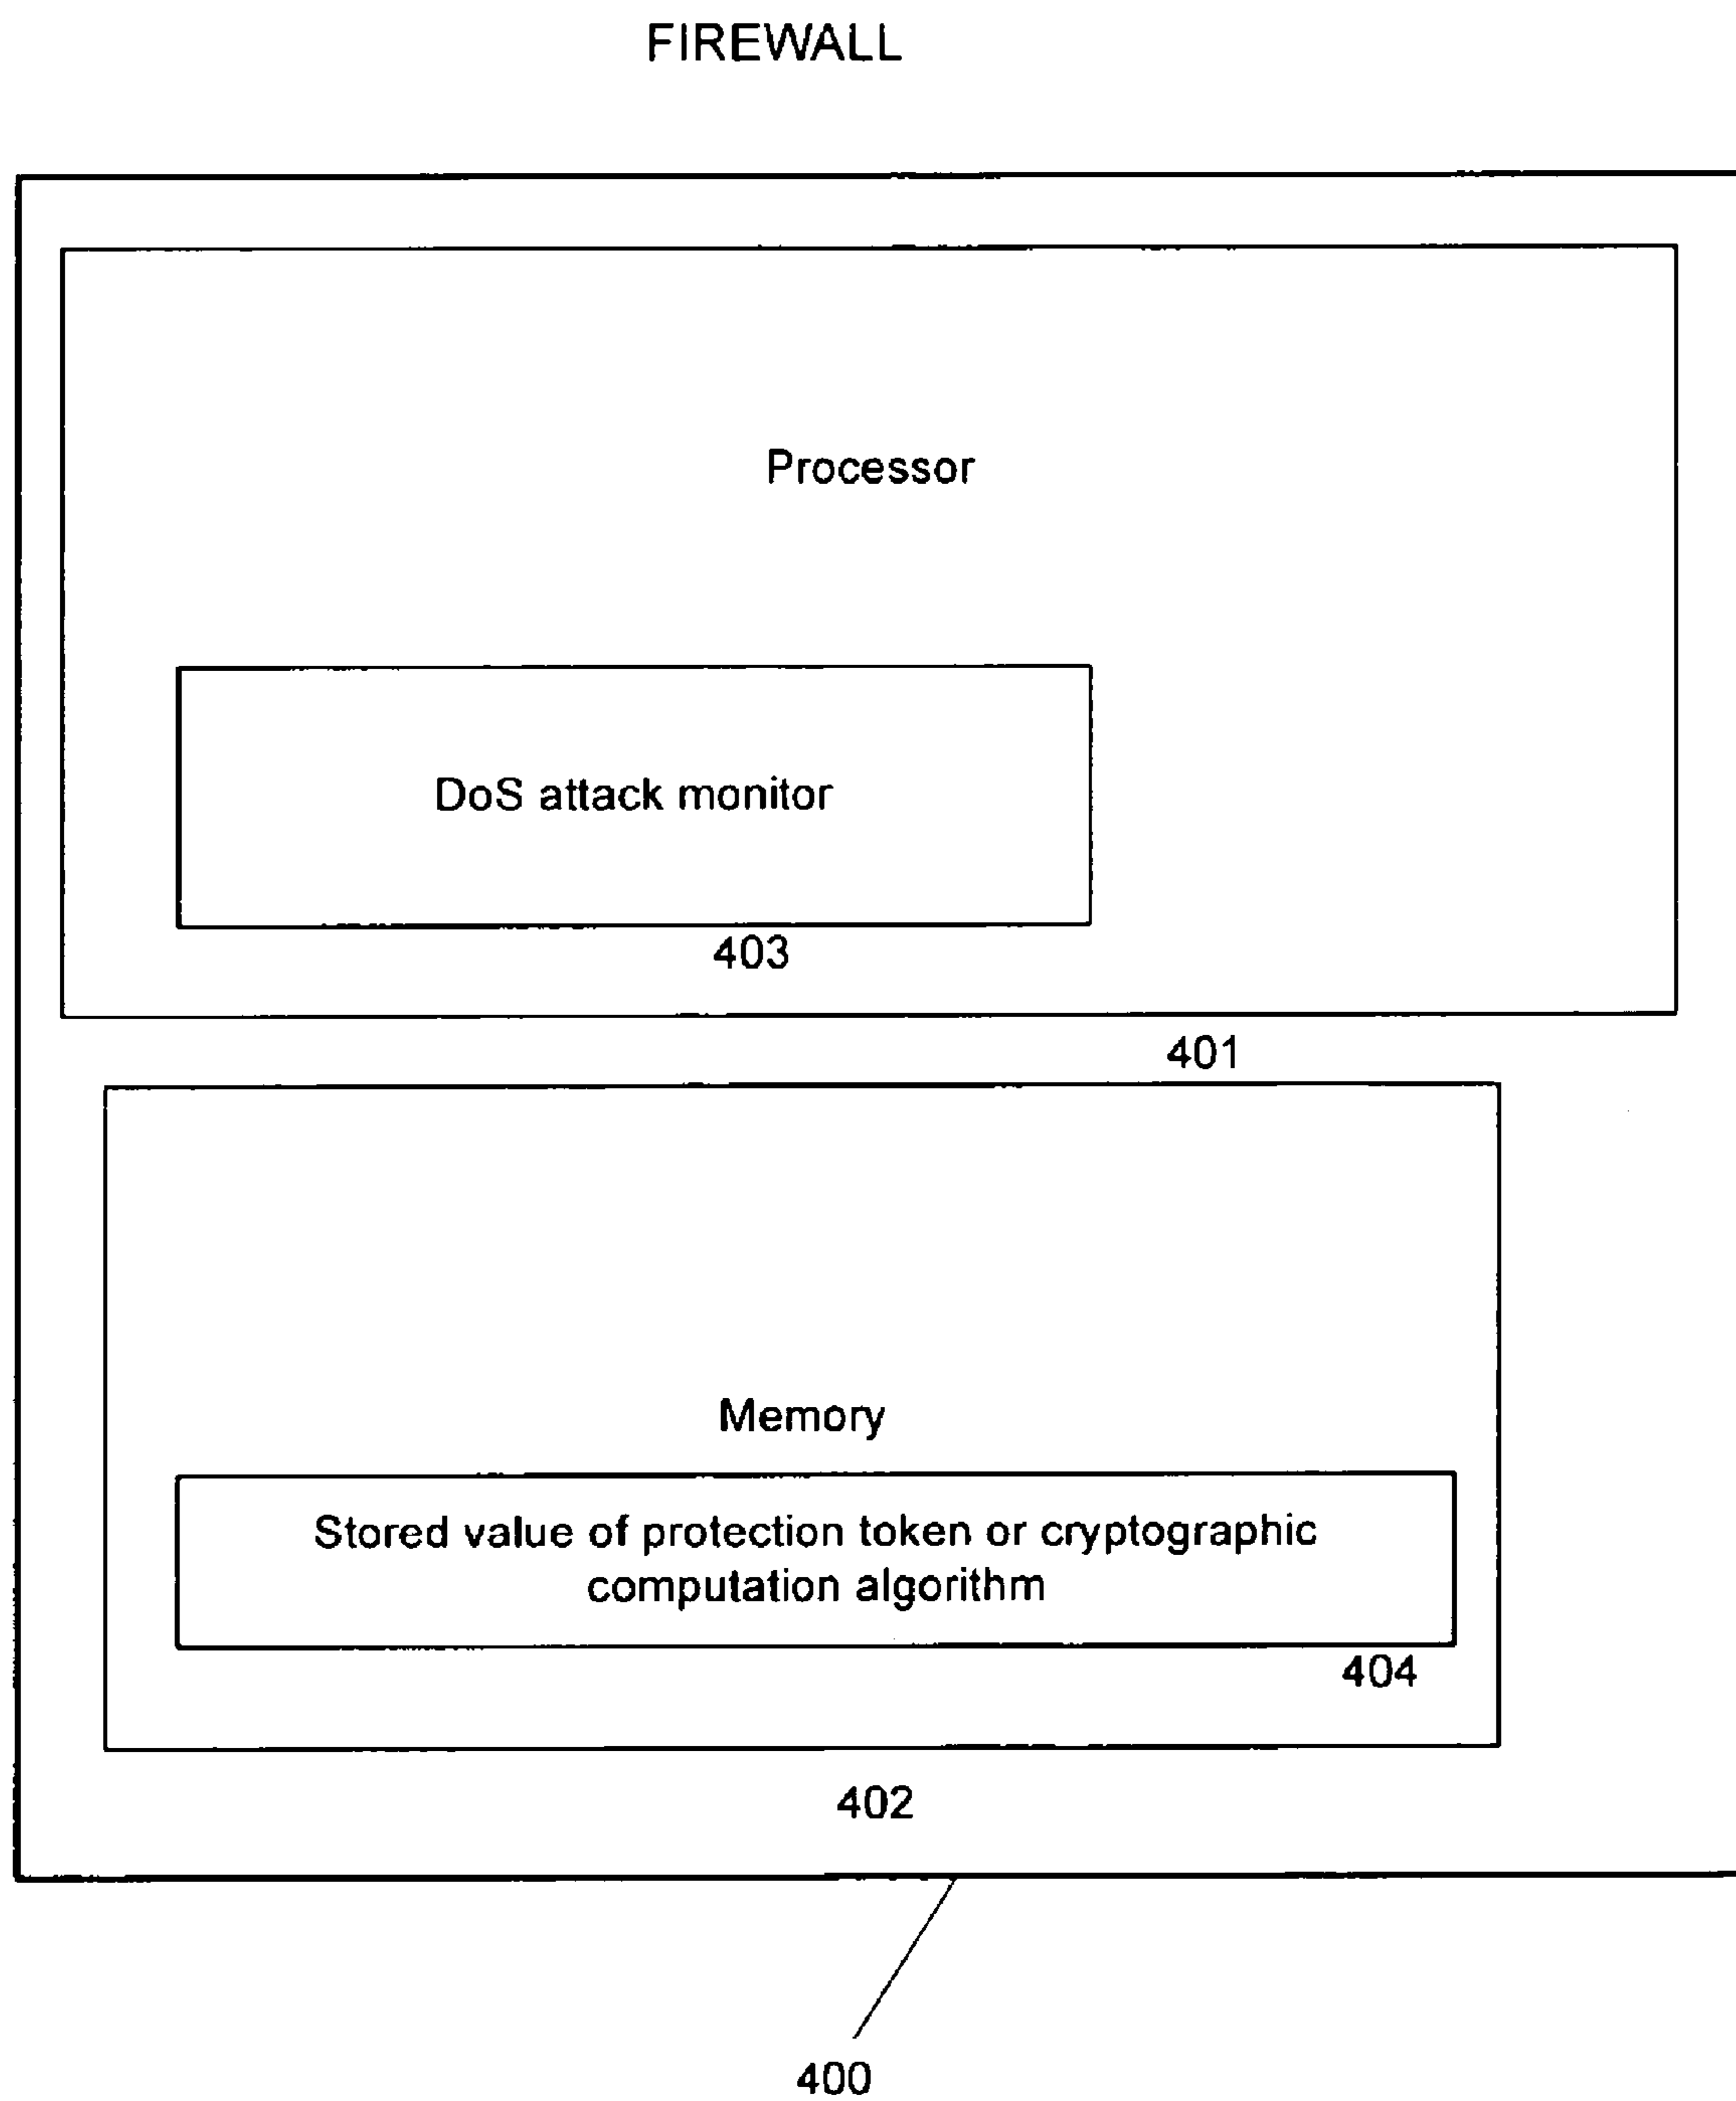 FIREWALL
Processor
DoS attack monitor
403
401
Memory
Stored value of protection token or cryptographic
computation algorithm
404
402
400